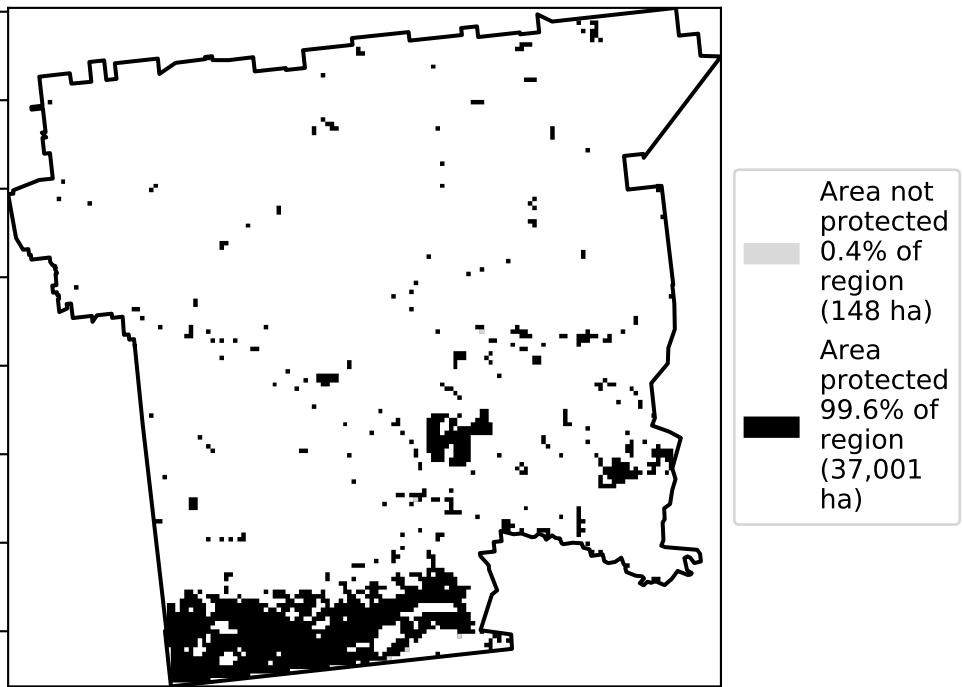 Area not
protected
0.4% of
region
(148 ha)
Area
protected
99.6% of
region
(37,001
ha)